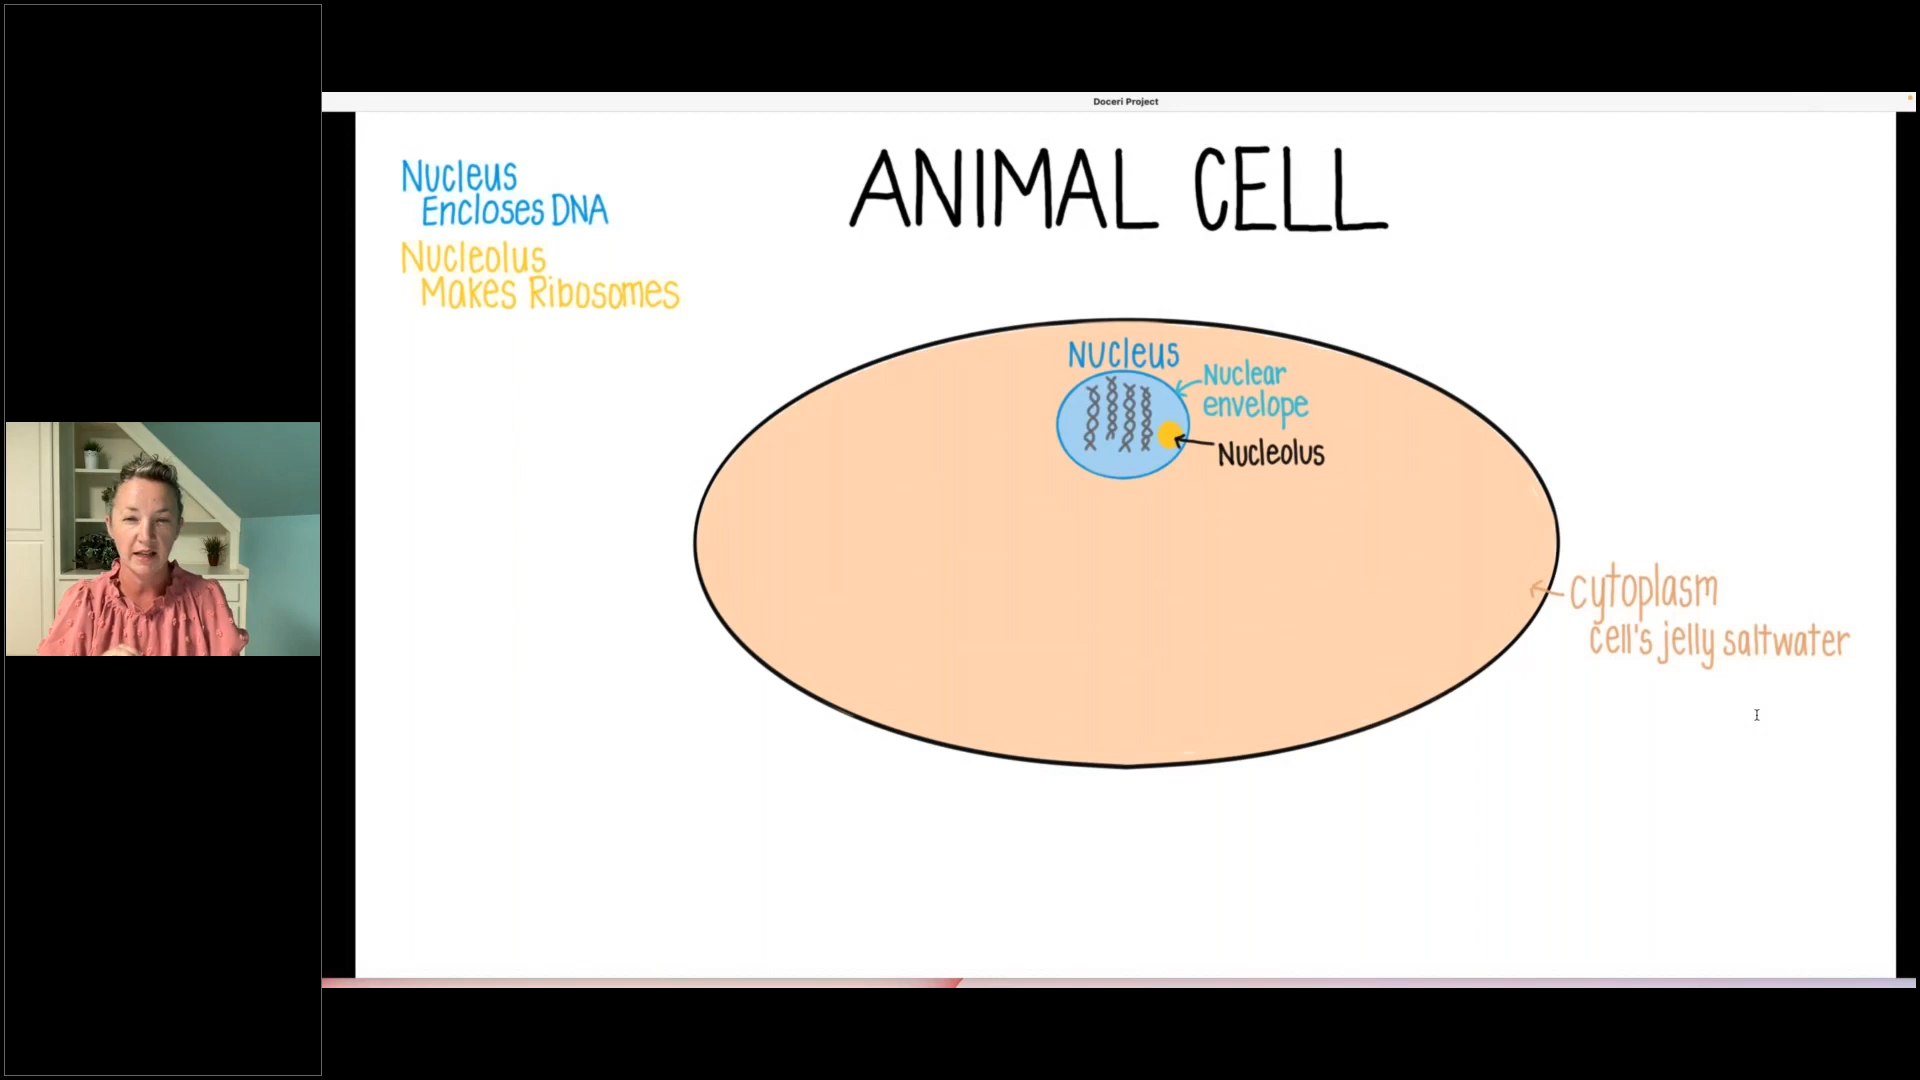 Doceri Project
ANIMAL CELL
Nucleus
Encloses DNA
Nucleolus
Makes Ribosomes
Nucleus
Nuclear
envelope
Nucleolus
cytoplasm
cell's jelly saltwater